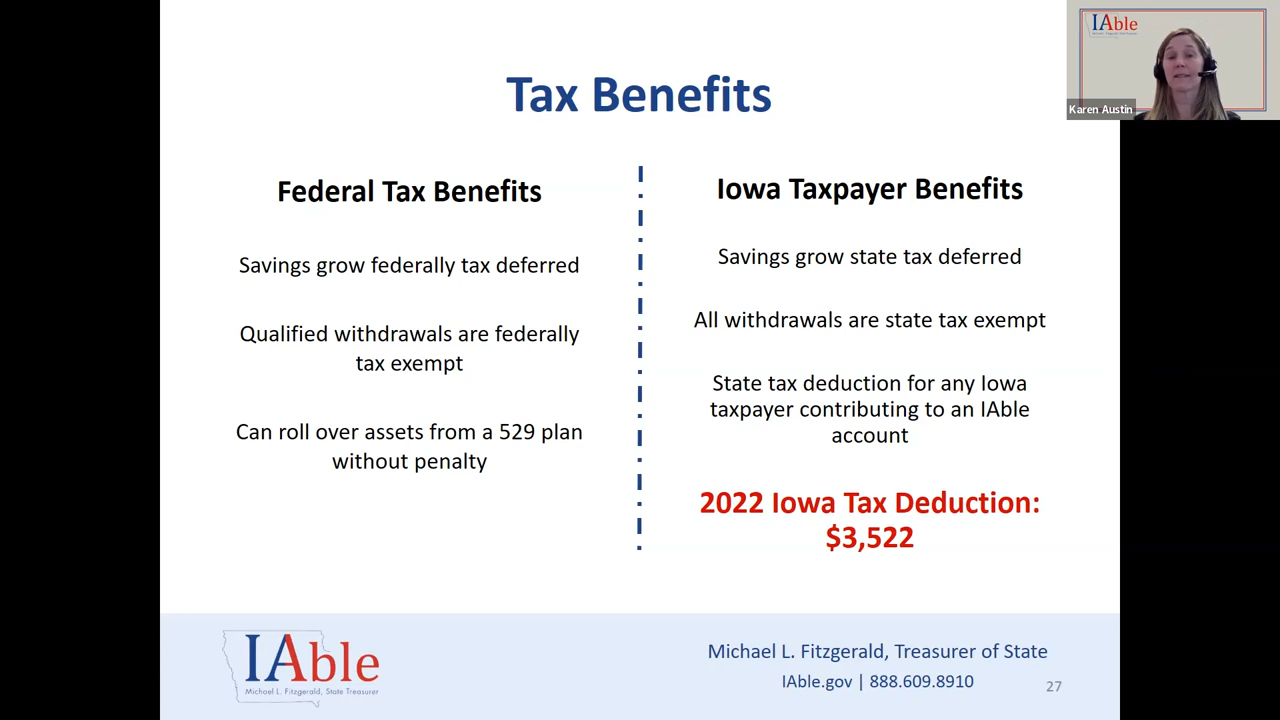 Tax Benefits
Federal Tax Benefits
Savings grow federally tax deferred
Qualified withdrawals are federally
tax exempt
Can roll over assets from a 529 plan
without penalty
Iowa Taxpayer Benefits
Savings grow state tax deferred
All withdrawals are state tax exempt
State tax deduction for any Iowa
taxpayer contributing to an IAble
account
2022 Iowa Tax Deduction:
$3,522
IAble
Michael L. Fitzgerald, State Treasurer
Michael L. Fitzgerald, Treasurer of State
IAble.gov | 888.609.8910
27
IAble
Karen Austin